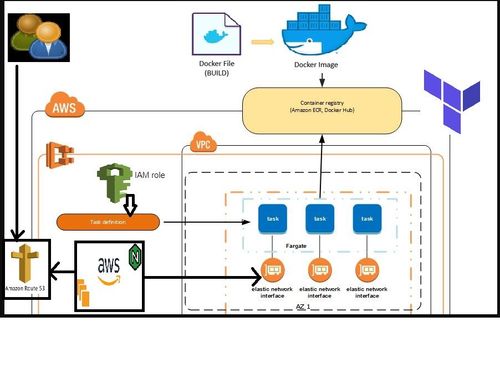 Docker File
(BUILD)
Docker Image
Container registry
(Amazon ECR, Docker Hub)
AWS
VPC
IAM role
Task definition
task
task
task
Fargate
Amazon Route 53
aws
N
elastic network
interface
elastic network
interface
elastic network
interface
AZ 1